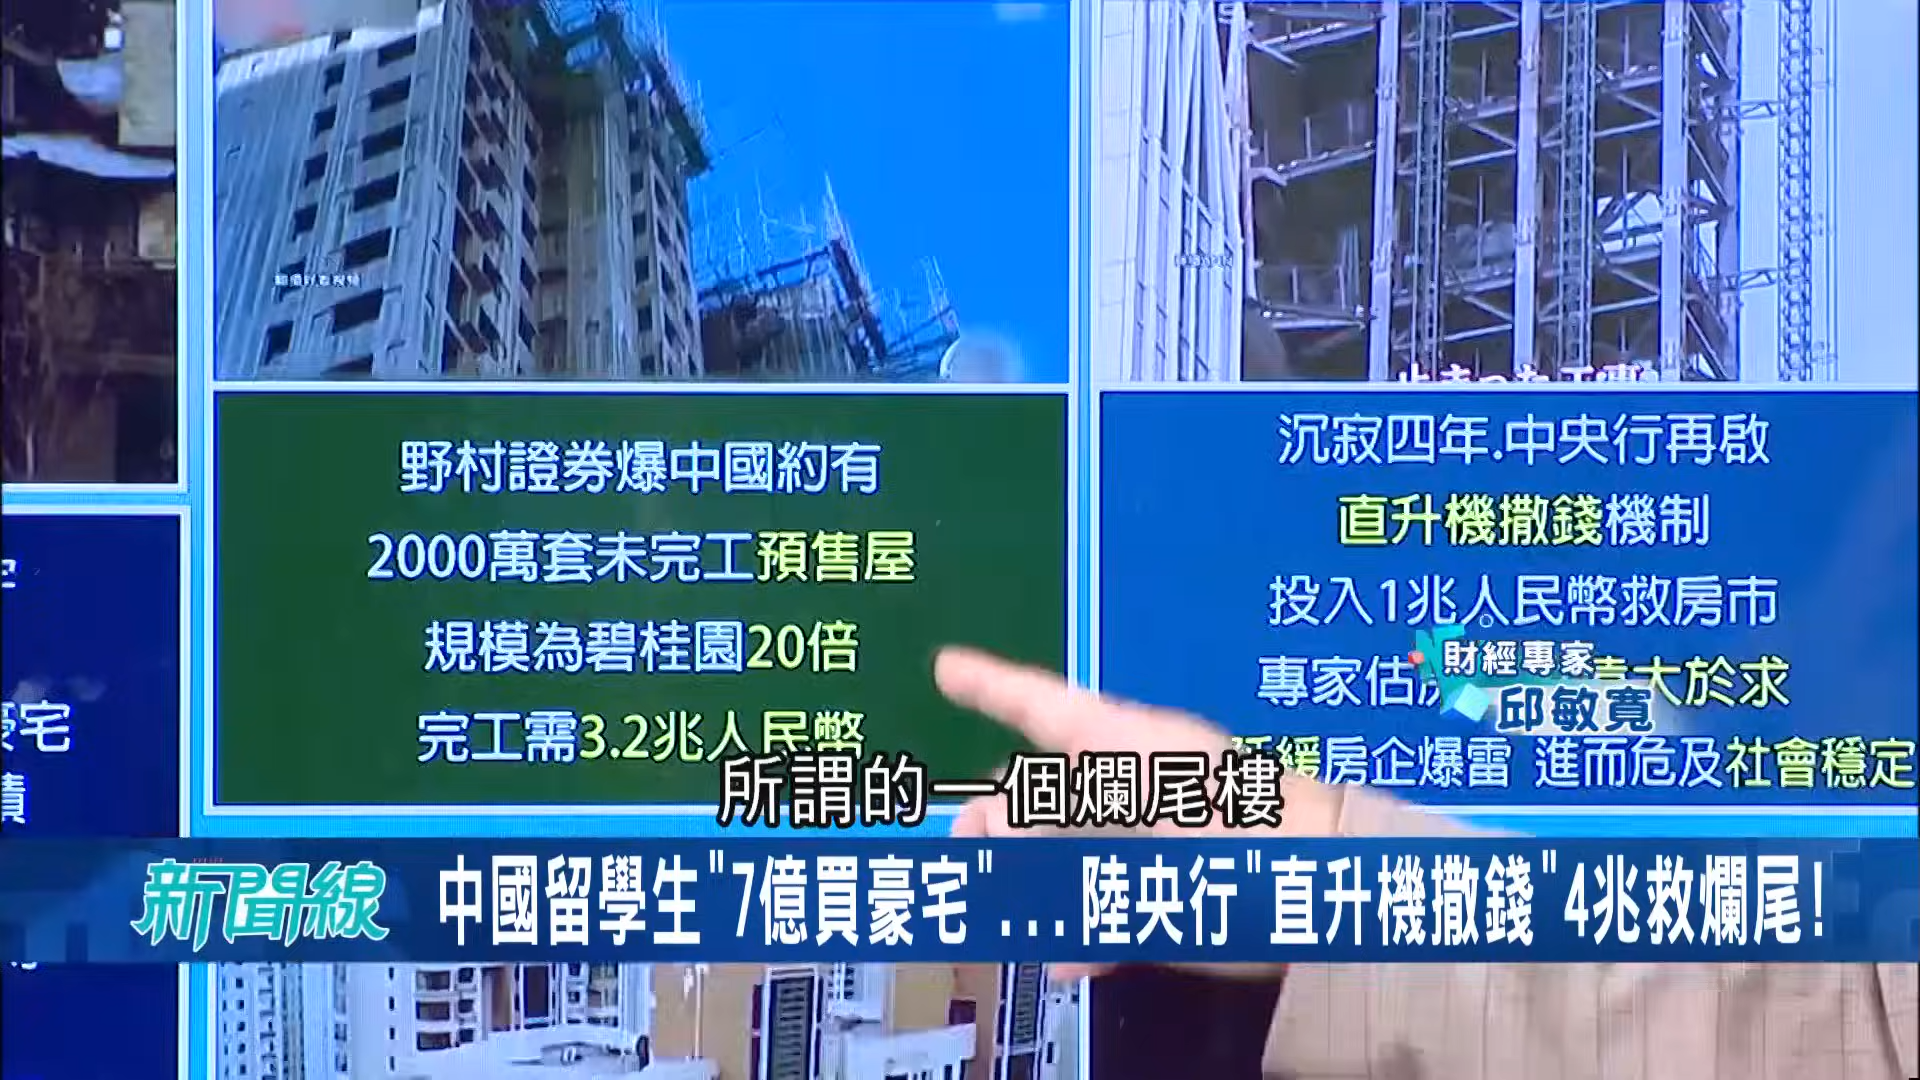 野村證券爆中國約有
2000萬套未完工預售屋
規模為碧桂園20倍
完工需3.2兆人民幣
沉寂四年.中央行再啟
直升機撒錢機制
投入1兆人民幣救房市
專家估
大於求
緩房企爆雷 進而危及社會穩定
豪宅
財經專家
邱敏寬
所謂的一個爛尾樓
新聞線
中國留學生"7億買豪宅"...陸央行"直升機撒錢"4兆救爛尾!